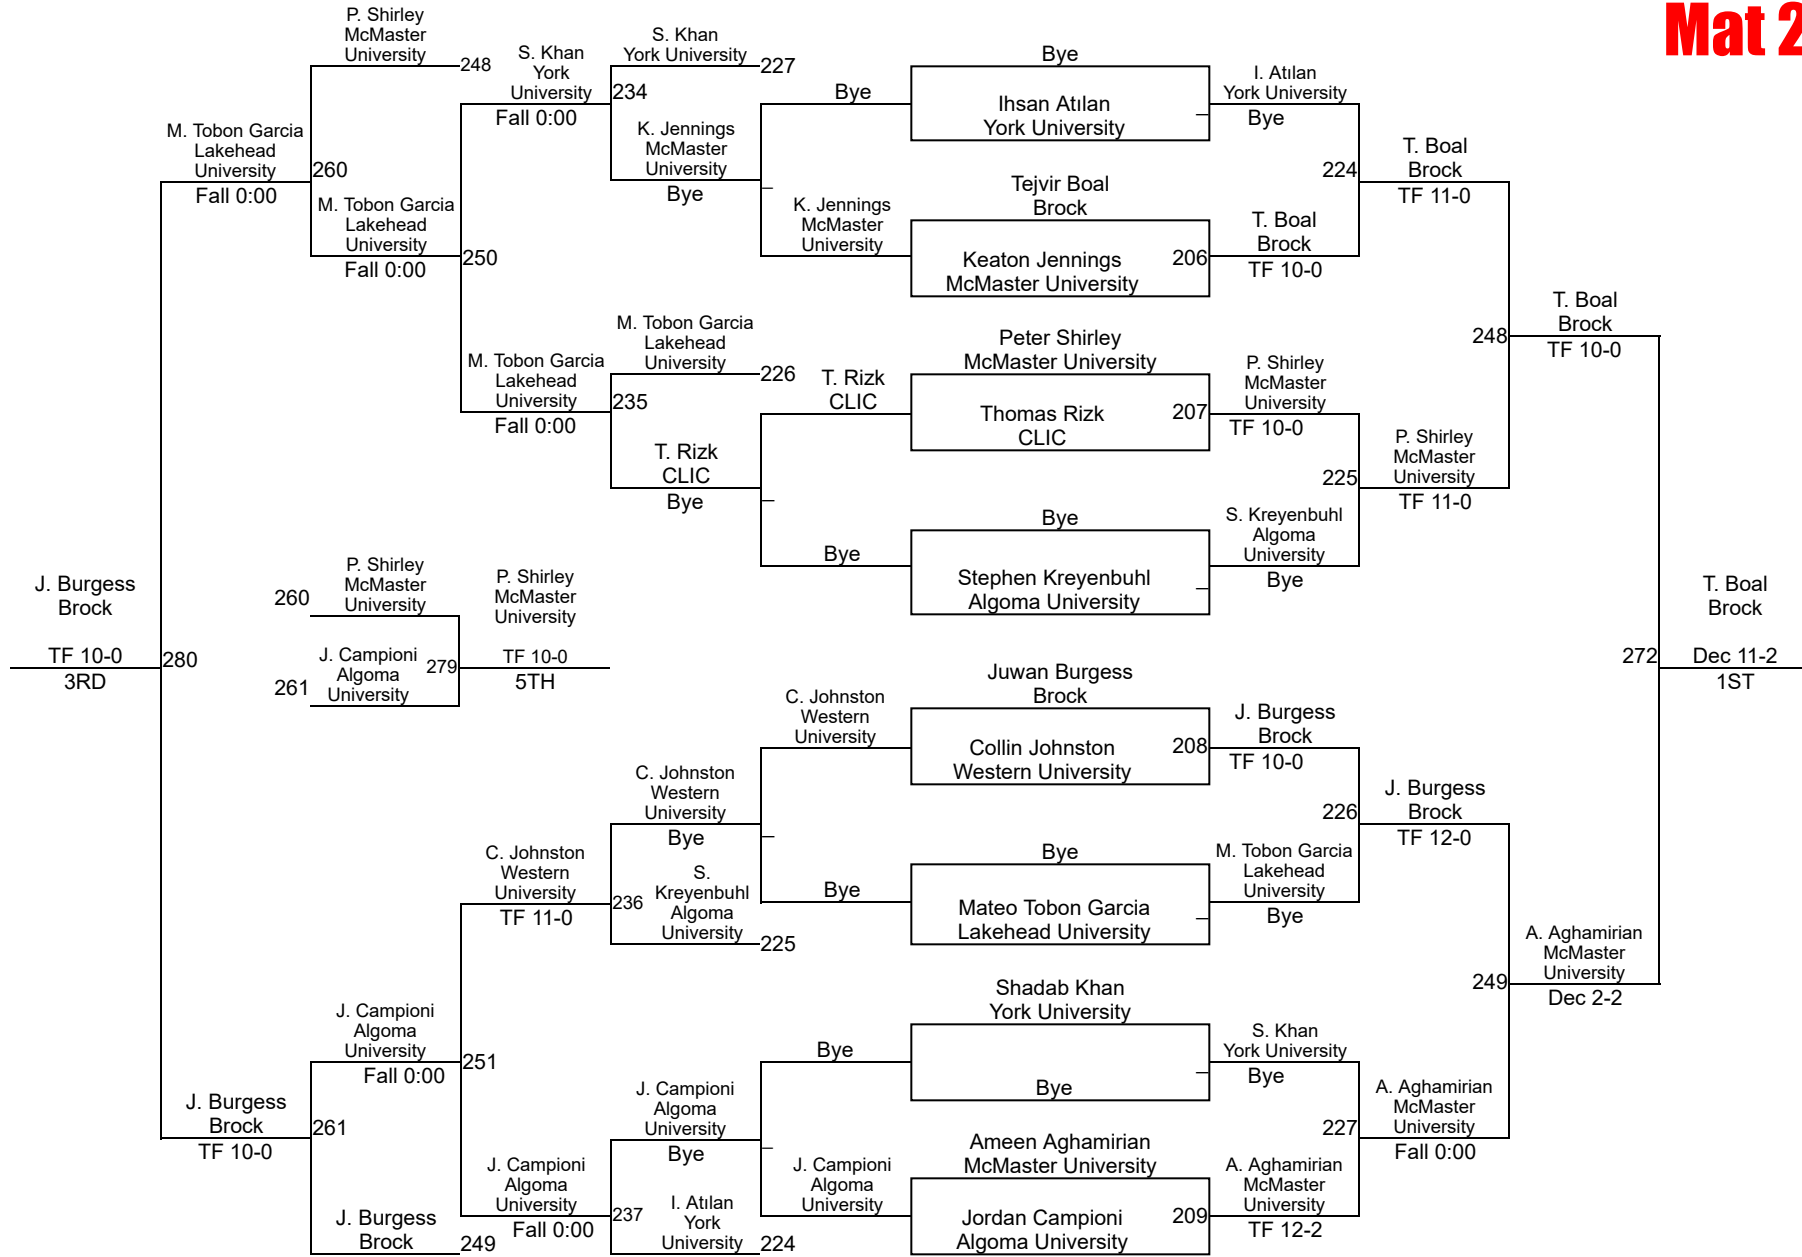 Mat 2
P. Shirley
McMaster
University
248
S. Khan
York
University
Fall 0:00
S. Khan
York University
227
234
K. Jennings
McMaster
University
Bye
Bye
K. Jennings
McMaster
University
Bye
Ihsan Atılan
York University
I. Atılan
York University
Bye
Tejvir Boal
Brock
Keaton Jennings
McMaster University
206
T. Boal
Brock
TF 10-0
224
T. Boal
Brock
TF 11-0
M. Tobon Garcia
Lakehead
University
Fall 0:00
260
M. Tobon Garcia
Lakehead
University
Fall 0:00
250
M. Tobon Garcia
Lakehead
University
Fall 0:00
M. Tobon Garcia
Lakehead
University
226
235
T. Rizk
CLIC
Bye
T. Rizk
CLIC
Bye
Peter Shirley
McMaster University
Thomas Rizk
CLIC
207
P. Shirley
McMaster
University
TF 10-0
Bye
Stephen Kreyenbuhl
Algoma University
S. Kreyenbuhl
Algoma
University
Bye
225
P. Shirley
McMaster
University
TF 11-0
248
T. Boal
Brock
TF 10-0
J. Burgess
Brock
TF 10-0
3RD
280
260
P. Shirley
McMaster
University
261
J. Campioni
Algoma
University
279
P. Shirley
McMaster
University
TF 10-0
5TH
272
T. Boal
Brock
Dec 11-2
1ST
C. Johnston
Western
University
Juwan Burgess
Brock
Collin Johnston
Western University
208
J. Burgess
Brock
TF 10-0
C. Johnston
Western
University
Bye
C. Johnston
Western
University
TF 11-0
236
S.
Kreyenbuhl
Algoma
University
225
Bye
Bye
Mateo Tobon Garcia
Lakehead University
M. Tobon Garcia
Lakehead
University
Bye
226
J. Burgess
Brock
TF 12-0
249
A. Aghamirian
McMaster
University
Dec 2-2
J. Campioni
Algoma
University
Fall 0:00
251
J. Burgess
Brock
TF 10-0
261
J. Burgess
Brock
249
J. Campioni
Algoma
University
Fall 0:00
J. Campioni
Algoma
University
Bye
237
I. Atılan
York
University
224
Bye
J. Campioni
Algoma
University
Shadab Khan
York University
Bye
S. Khan
York University
Bye
Ameen Aghamirian
McMaster University
Jordan Campioni
Algoma University
209
A. Aghamirian
McMaster
University
TF 12-2
227
A. Aghamirian
McMaster
University
Fall 0:00